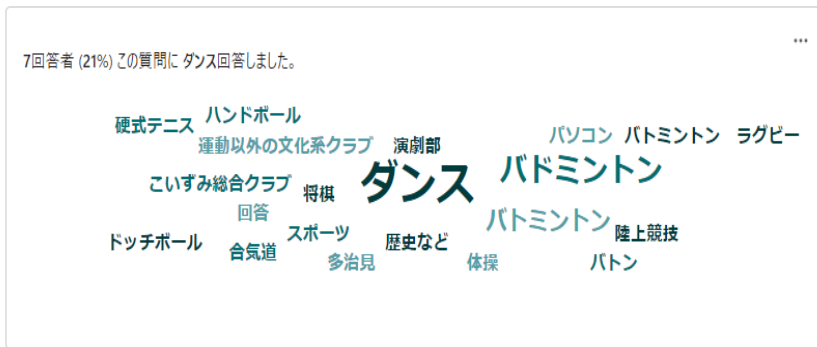 7回答者 (21%) この質問に ダンス回答しました。
硬式テニス ハンドボール
運動以外の文化系クラブ 演劇部
パソコン バトミントン ラグビー
こいずみ総合クラブ 将棋 ダンス バドミントン
回答
ドッチボール 合気道 スポーツ 歴史など バトミントン 陸上競技
多治見 体操 バトン